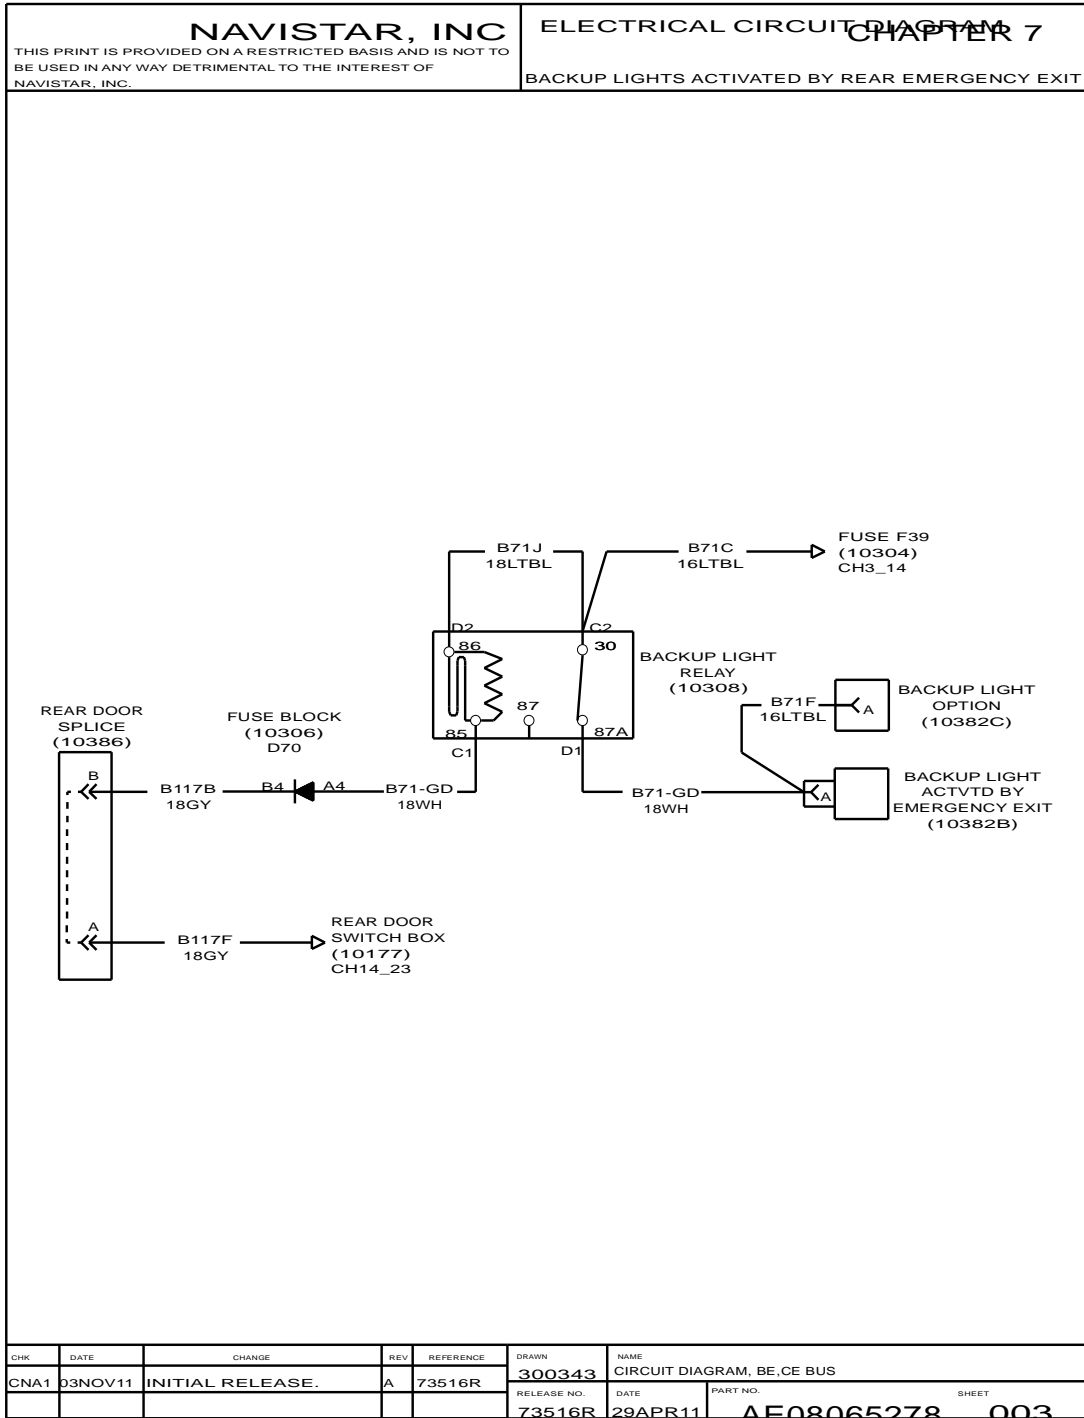 NAVISTAR, INC
THIS PRINT IS PROVIDED ON A RESTRICTED BASIS AND IS NOT TO
BE USED IN ANY WAY DETRIMENTAL TO THE INTEREST OF
NAVISTAR, INC.
ELECTRICAL CIRCUIT DIAGRAM
CHAPTER 7
BACKUP LIGHTS ACTIVATED BY REAR EMERGENCY EXIT
B71J
18LTBL
B71C
16LTBL
FUSE F39
(10304)
CH3_14
D2
C2
86
30
BACKUP LIGHT
RELAY
(10308)
87
85
87A
C1
D1
B71F
16LTBL
A
BACKUP LIGHT
OPTION
(10382C)
REAR DOOR
SPLICE
(10386)
FUSE BLOCK
(10306)
D70
B
B117B
18GY
B4
A4
B71-GD
18WH
B71-GD
18WH
A
BACKUP LIGHT
ACTVTD BY
EMERGENCY EXIT
(10382B)
A
B117F
18GY
REAR DOOR
SWITCH BOX
(10177)
CH14_23
CHK DATE CHANGE REV REFERENCE
CNA1 03NOV11 INITIAL RELEASE. A 73516R
DRAWN
300343
NAME
CIRCUIT DIAGRAM, BE,CE BUS
RELEASE NO.
73516R
DATE
29APR11
PART NO.
AE08065278
SHEET
003